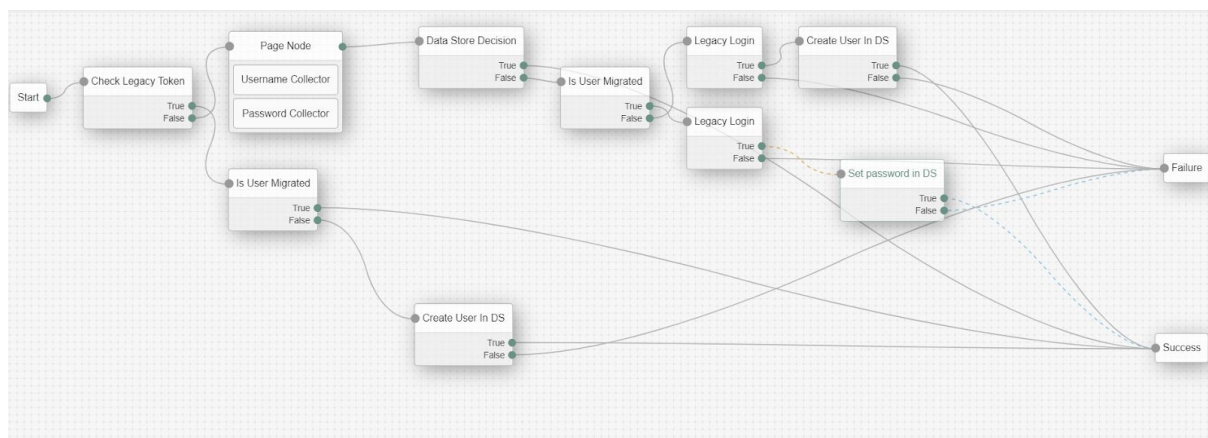 Start
Check Legacy Token
True
False
Page Node
Username Collector
Password Collector
Is User Migrated
True
False
Data Store Decision
True
False
Create User In DS
True
False
Is User Migrated
True
False
Legacy Login
True
False
Legacy Login
True
False
Create User In DS
True
False
Set password in DS
True
False
Failure
Success